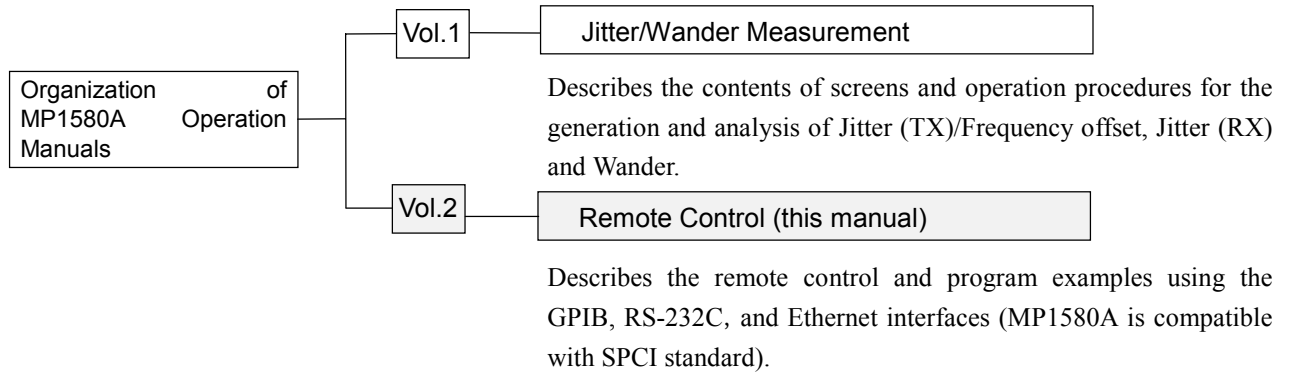 Vol.1
Jitter/Wander Measurement
Organization of
MP1580A Operation
Manuals
Describes the contents of screens and operation procedures for the
generation and analysis of Jitter (TX)/Frequency offset, Jitter (RX)
and Wander.
Vol.2
Remote Control (this manual)
Describes the remote control and program examples using the
GPIB, RS-232C, and Ethernet interfaces (MP1580A is compatible
with SPCI standard).